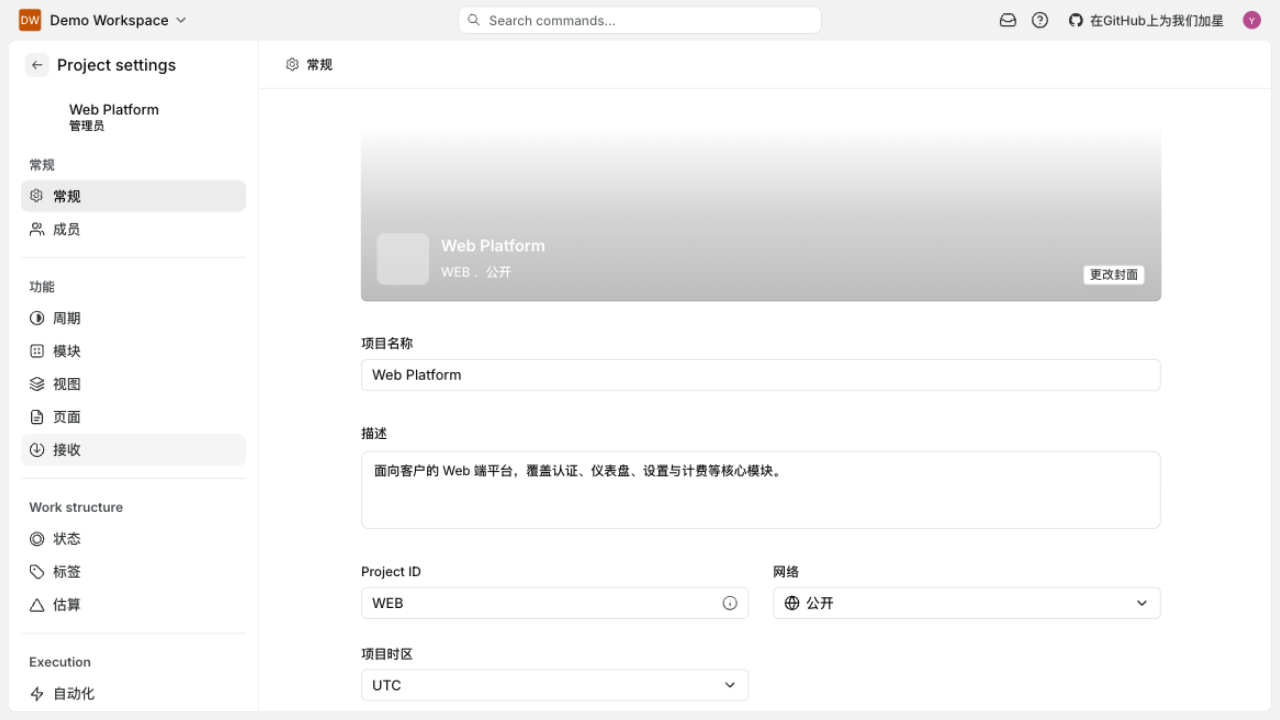 DW Demo Workspace
Search commands...
在GitHub上为我们加星
Y
Project settings
Web Platform
管理员
常规
常规
成员
功能
周期
模块
视图
页面
接收
Work structure
状态
标签
估算
Execution
自动化
常规
Web Platform
WEB . 公开
更改封面
项目名称
Web Platform
描述
面向客户的 Web 端平台，覆盖认证、仪表盘、设置与计费等核心模块。
Project ID
网络
WEB
公开
项目时区
UTC